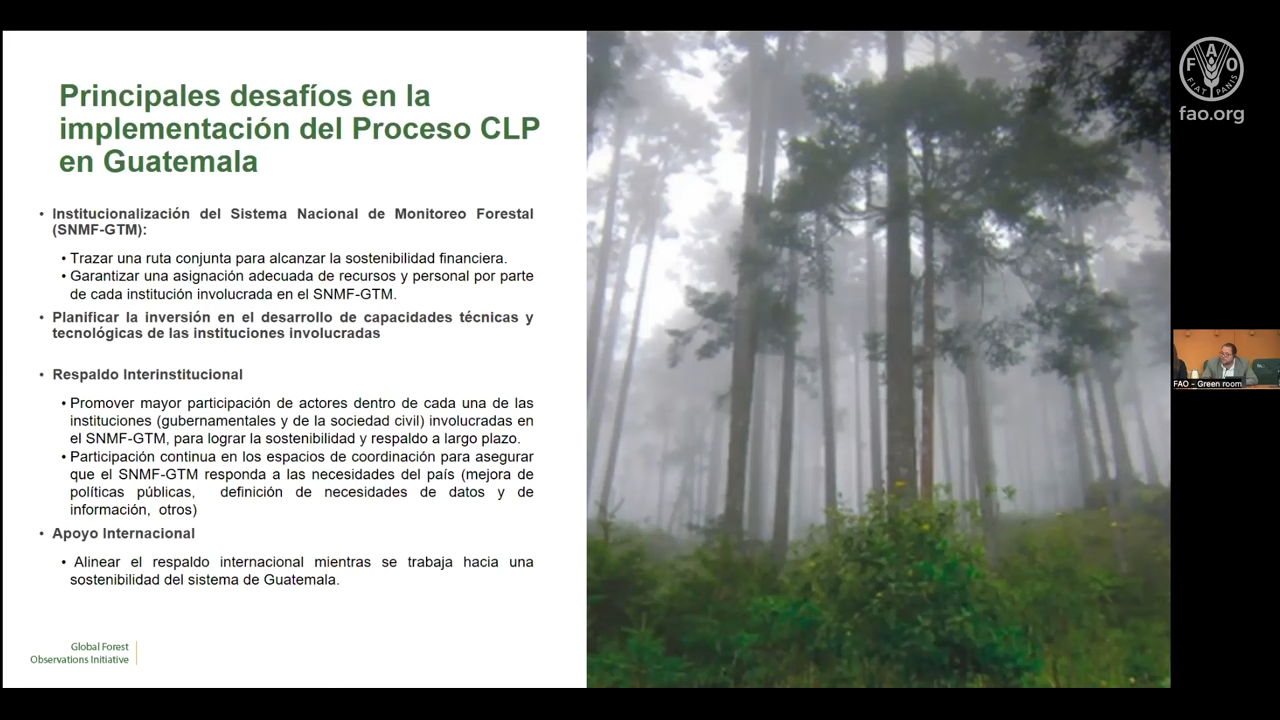 Principales desafíos en la
implementación del Proceso CLP
en Guatemala
• Institucionalización del Sistema Nacional de Monitoreo Forestal
(SNMF-GTM):
• Trazar una ruta conjunta para alcanzar la sostenibilidad financiera.
• Garantizar una asignación adecuada de recursos y personal por parte
de cada institución involucrada en el SNMF-GTM.
• Planificar la inversión en el desarrollo de capacidades técnicas y
tecnológicas de las instituciones involucradas
• Respaldo Interinstitucional
• Promover mayor participación de actores dentro de cada una de las
instituciones (gubernamentales y de la sociedad civil) involucradas en
el SNMF-GTM, para lograr la sostenibilidad y respaldo a largo plazo.
• Participación continua en los espacios de coordinación para asegurar
que el SNMF-GTM responda a las necesidades del país (mejora de
políticas públicas, definición de necesidades de datos y de
información, otros)
• Apoyo Internacional
• Alinear el respaldo internacional mientras se trabaja hacia una
sostenibilidad del sistema de Guatemala.
Global Forest
Observations Initiative
F A O
FIAT PANIS
fao.org
FAO - Green room